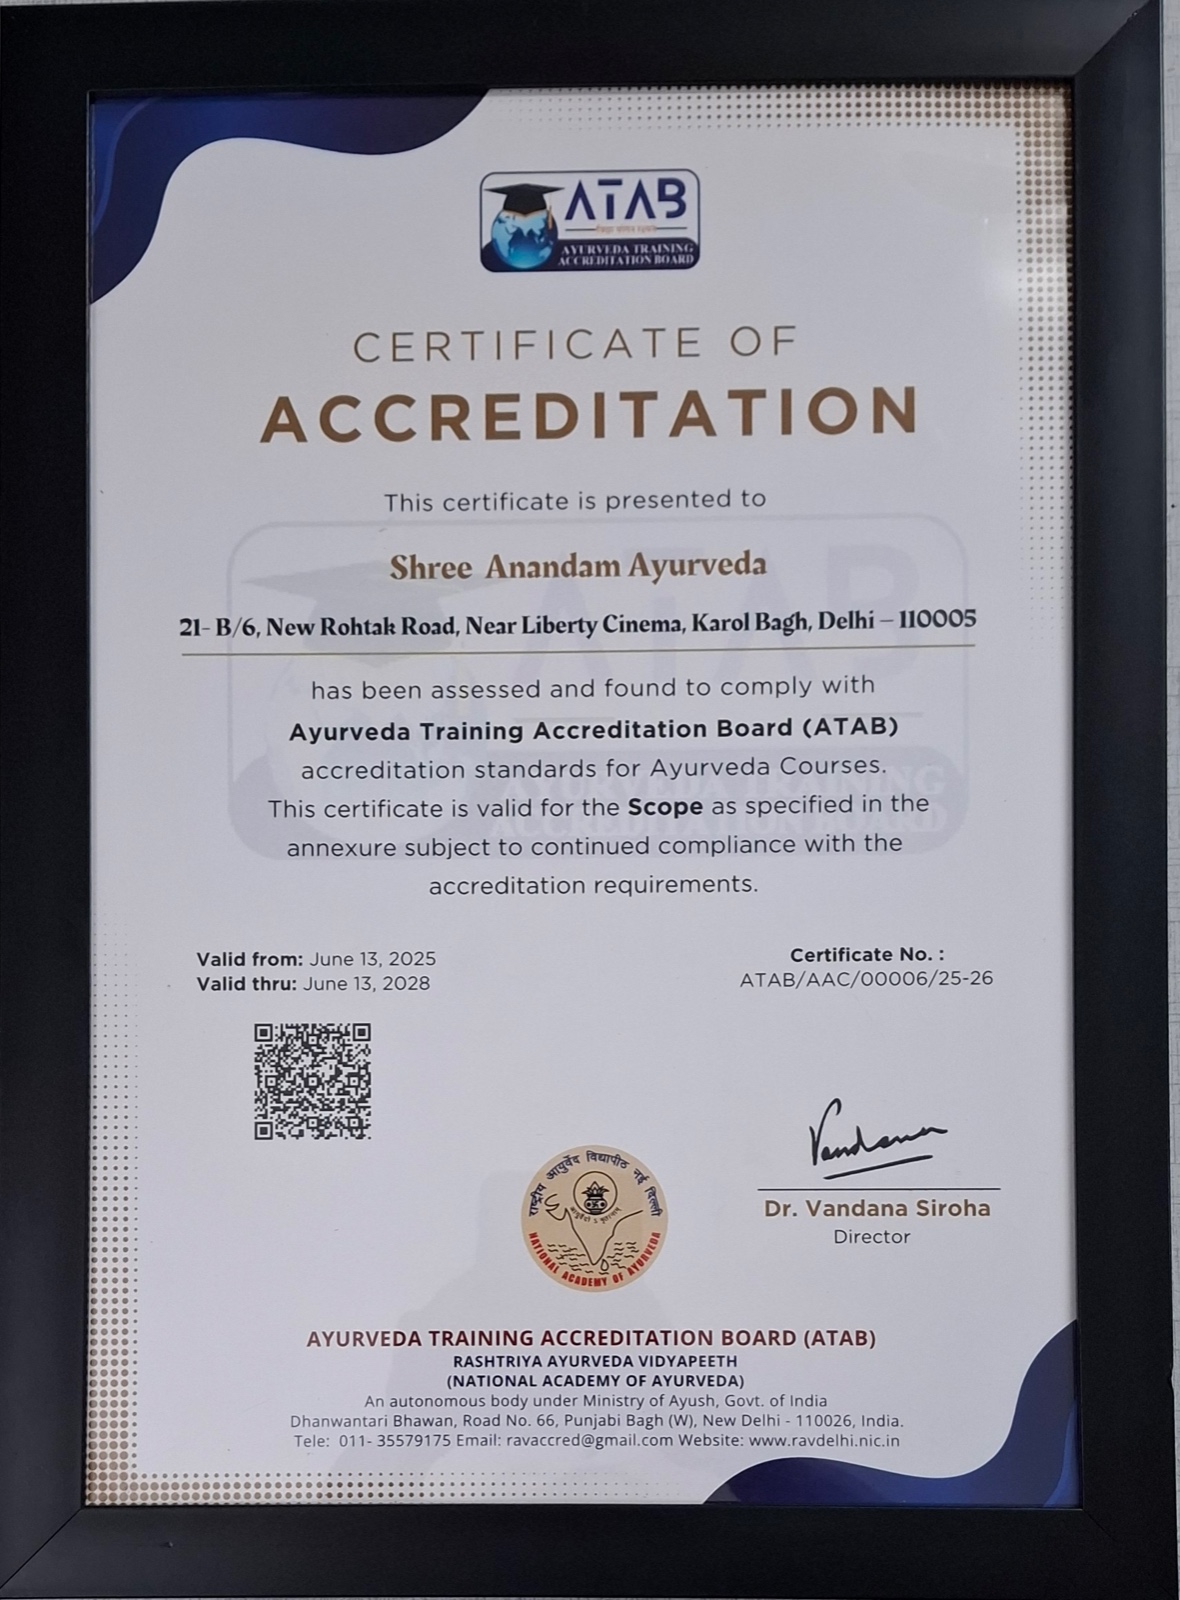 ATAB
AYURVEDA TRAINING
ACCREDITATION BOARD
CERTIFICATE OF
ACCREDITATION
This certificate is presented to
Shree Anandam Ayurveda
21- B/6, New Rohtak Road, Near Liberty Cinema, Karol Bagh, Delhi – 110005
has been assessed and found to comply with
Ayurveda Training Accreditation Board (ATAB)
accreditation standards for Ayurveda Courses.
This certificate is valid for the Scope as specified in the
annexure subject to continued compliance with the
accreditation requirements.
Valid from: June 13, 2025
Valid thru: June 13, 2028
Certificate No. :
ATAB/AAC/00006/25-26
Vandana
Dr. Vandana Siroha
Director
राष्ट्रीय आयुर्वेद विद्यापीठ नई दिल्ली
NATIONAL ACADEMY OF AYURVEDA
AYURVEDA TRAINING ACCREDITATION BOARD (ATAB)
RASHTRIYA AYURVEDA VIDYAPEETH
(NATIONAL ACADEMY OF AYURVEDA)
An autonomous body under Ministry of Ayush, Govt. of India
Dhanwantari Bhawan, Road No. 66, Punjabi Bagh (W), New Delhi - 110026, India.
Tele:  011- 35579175 Email: ravaccred@gmail.com Website: www.ravdelhi.nic.in